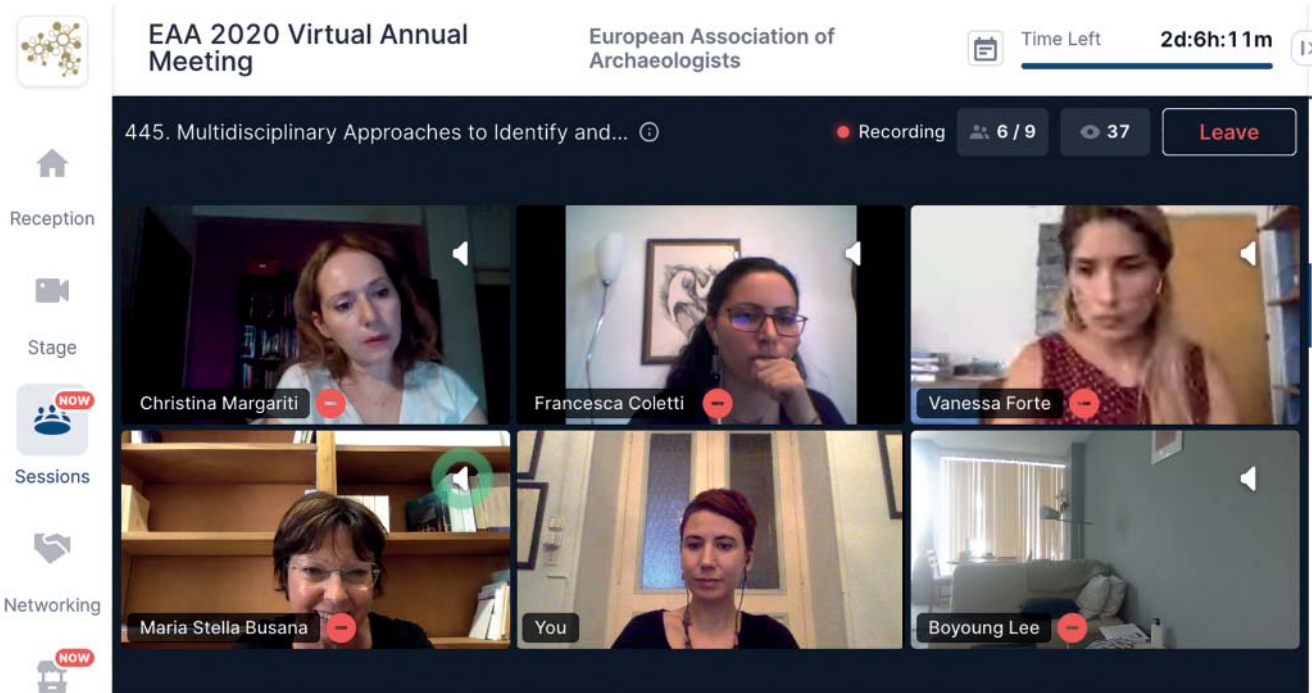 EAA 2020 Virtual Annual
Meeting
European Association of
Archaeologists
Time Left
2d:6h:11m
445. Multidisciplinary Approaches to Identify and...
Recording
6 / 9
37
Leave
Reception
Stage
NOW
Sessions
Networking
NOW
Christina Margariti
Francesca Coletti
Vanessa Forte
Maria Stella Busana
You
Boyoung Lee